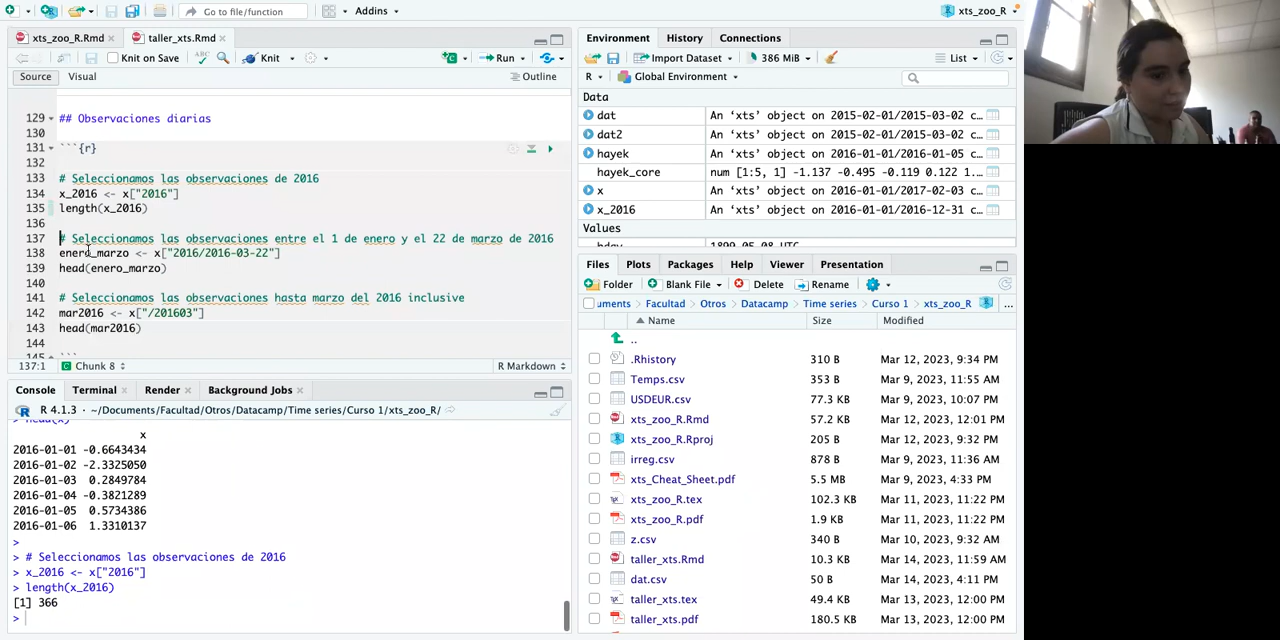 Go to file/function
Addins
xts_zoo_R
xts_zoo_R.Rmd
taller_xts.Rmd
Knit on Save
ABC
Knit
Run
Source
Visual
Outline
129 ## Observaciones diarias
130
131 ```{r}
132
133 # Seleccionamos las observaciones de 2016
134 x_2016 <- x["2016"]
135 length(x_2016)
136
137 # Seleccionamos las observaciones entre el 1 de enero y el 22 de marzo de 2016
138 enero_marzo <- x["2016/2016-03-22"]
139 head(enero_marzo)
140
141 # Seleccionamos las observaciones hasta marzo del 2016 inclusive
142 mar2016 <- x["/201603"]
143 head(mar2016)
144
145 ```
137:1
Chunk 8
R Markdown
Console
Terminal
Render
Background Jobs
R 4.1.3 · ~/Documents/Facultad/Otros/Datacamp/Time series/Curso 1/xts_zoo_R/
> head(x)
x
2016-01-01 -0.6643434
2016-01-02 -2.3325050
2016-01-03 0.2849784
2016-01-04 -0.3821289
2016-01-05 0.5734386
2016-01-06 1.3310137
>
> # Seleccionamos las observaciones de 2016
> x_2016 <- x["2016"]
> length(x_2016)
[1] 366
>
Environment
History
Connections
Import Dataset
386 MiB
List
R
Global Environment
Data
dat An 'xts' object on 2015-02-01/2015-03-02 c…
dat2 An 'xts' object on 2015-02-01/2015-03-02 c…
hayek An 'xts' object on 2016-01-01/2016-01-05 c…
hayek_core num [1:5, 1] -1.137 -0.495 -0.119 0.122 1.…
x An 'xts' object on 2016-01-01/2017-02-03 c…
x_2016 An 'xts' object on 2016-01-01/2016-12-31 c…
Values
hday 1899-05-08 UTC
Files
Plots
Packages
Help
Viewer
Presentation
Folder
Blank File
Delete
Rename
uments
Facultad
Otros
Datacamp
Time series
Curso 1
xts_zoo_R
...
Name Size Modified
..
.Rhistory 310 B Mar 12, 2023, 9:34 PM
Temps.csv 353 B Mar 9, 2023, 11:55 AM
USDEUR.csv 77.3 KB Mar 9, 2023, 10:07 PM
xts_zoo_R.Rmd 57.2 KB Mar 12, 2023, 12:01 PM
xts_zoo_R.Rproj 205 B Mar 12, 2023, 9:32 PM
irreg.csv 878 B Mar 9, 2023, 11:36 AM
xts_Cheat_Sheet.pdf 5.5 MB Mar 9, 2023, 4:33 PM
xts_zoo_R.tex 102.3 KB Mar 11, 2023, 11:22 PM
xts_zoo_R.pdf 1.9 KB Mar 11, 2023, 11:22 PM
z.csv 340 B Mar 10, 2023, 9:32 AM
taller_xts.Rmd 10.3 KB Mar 14, 2023, 11:59 AM
dat.csv 50 B Mar 14, 2023, 4:11 PM
taller_xts.tex 49.4 KB Mar 13, 2023, 12:00 PM
taller_xts.pdf 180.5 KB Mar 13, 2023, 12:00 PM